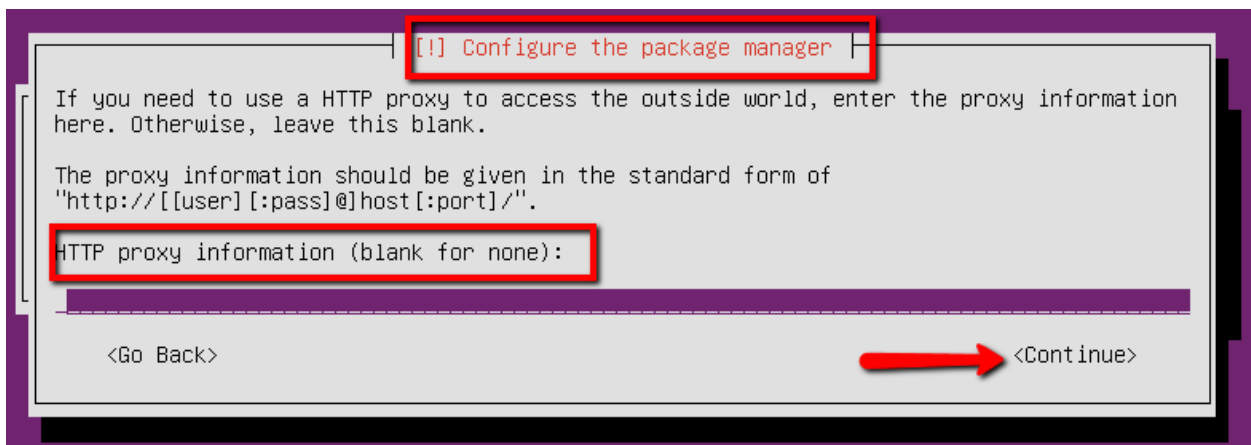 [!] Configure the package manager
If you need to use a HTTP proxy to access the outside world, enter the proxy information
here. Otherwise, leave this blank.
The proxy information should be given in the standard form of
"http://[[user][:pass]@]host[:port]/".
HTTP proxy information (blank for none):
<Go Back>
<Continue>